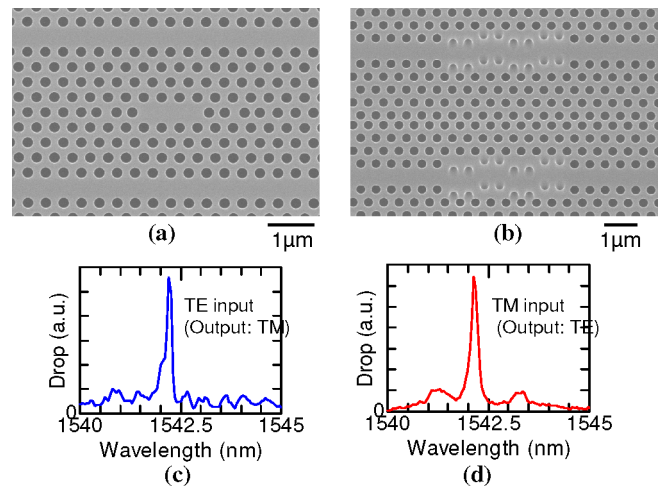 (a)
1μm
(b)
1μm
Drop (a.u.)
0
TE input
(Output: TM)
1540
1542.5
1545
Wavelength (nm)
(c)
Drop (a.u.)
0
TM input
(Output: TE)
1540
1542.5
1545
Wavelength (nm)
(d)